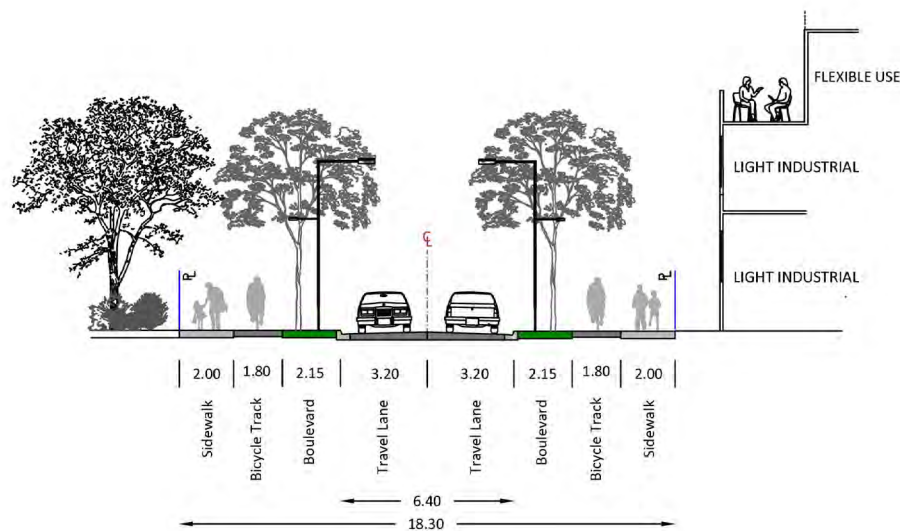 FLEXIBLE USE
LIGHT INDUSTRIAL
LIGHT INDUSTRIAL
℄
PL
PL
2.00 1.80 2.15 3.20 3.20 2.15 1.80 2.00
Sidewalk
Bicycle Track
Boulevard
Travel Lane
Travel Lane
Boulevard
Bicycle Track
Sidewalk
6.40
18.30